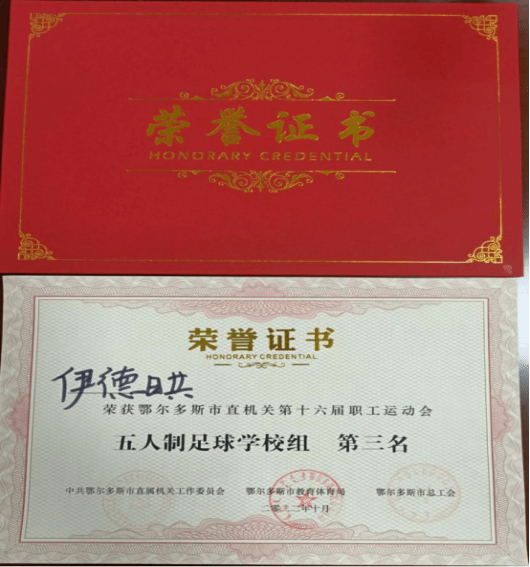 荣誉证书
HONORARY CREDENTIAL
荣誉证书
HONORARY CREDENTIAL
伊德日共
荣获鄂尔多斯市直机关第十六届职工运动会
五人制足球学校组 第三名
中共鄂尔多斯市直属机关工作委员会 鄂尔多斯市教育体育局 鄂尔多斯市总工会
二〇二二年十月